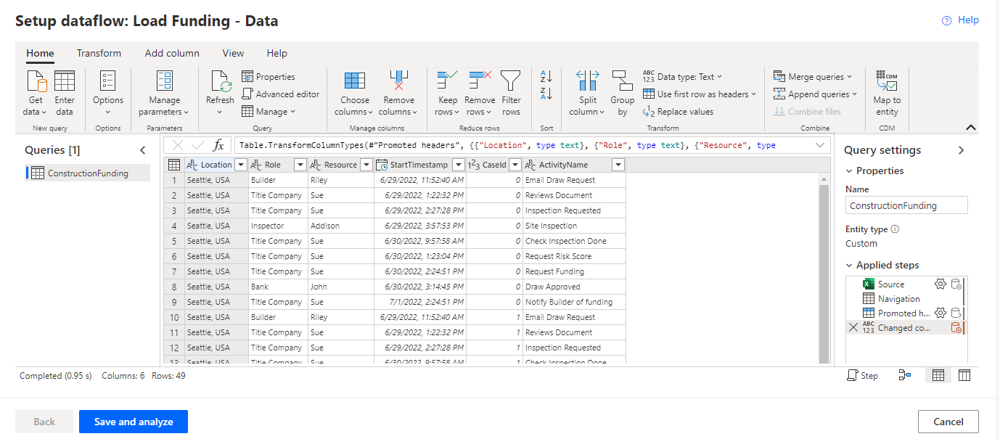 Setup dataflow: Load Funding - Data
Help
Home Transform Add column View Help
Get data
Enter data
New query
Options
Options
Manage parameters
Parameters
Refresh
Properties
Advanced editor
Manage
Query
Choose columns
Remove columns
Manage columns
Keep rows
Remove rows
Filter rows
Reduce rows
A Z
Z A
Sort
Split column
Group by
ABC 123 Data type: Text
Use first row as headers
1 2 Replace values
Transform
Merge queries
Append queries
Combine files
Combine
CDM
Map to entity
CDM
Queries [1]
ConstructionFunding
fx Table.TransformColumnTypes(#"Promoted headers", {{"Location", type text}, {"Role", type text}, {"Resource", type
ABC Location ABC Role ABC Resource StartTimestamp 123 CaseId ABC ActivityName
1 Seattle, USA Builder Riley 6/29/2022, 11:52:40 AM 0 Email Draw Request
2 Seattle, USA Title Company Sue 6/29/2022, 1:22:32 PM 0 Reviews Document
3 Seattle, USA Title Company Sue 6/29/2022, 2:27:28 PM 0 Inspection Requested
4 Seattle, USA Inspector Addison 6/29/2022, 3:57:53 PM 0 Site Inspection
5 Seattle, USA Title Company Sue 6/30/2022, 9:57:58 AM 0 Check Inspection Done
6 Seattle, USA Title Company Sue 6/30/2022, 1:23:04 PM 0 Request Risk Score
7 Seattle, USA Title Company Sue 6/30/2022, 2:24:51 PM 0 Request Funding
8 Seattle, USA Bank John 6/30/2022, 3:14:45 PM 0 Draw Approved
9 Seattle, USA Title Company Sue 7/1/2022, 2:24:51 PM 0 Notify Builder of funding
10 Seattle, USA Builder Riley 6/29/2022, 11:52:40 AM 1 Email Draw Request
11 Seattle, USA Title Company Sue 6/29/2022, 1:22:32 PM 1 Reviews Document
12 Seattle, USA Title Company Sue 6/29/2022, 2:27:28 PM 1 Inspection Requested
13 Seattle, USA Title Company Sue 6/30/2022, 9:57:58 AM 1 Check Inspection Done
Query settings
Properties
Name
ConstructionFunding
Entity type
Custom
Applied steps
Source
Navigation
Promoted h...
ABC 123 Changed co...
Completed (0.95 s) Columns: 6 Rows: 49
Step
Back
Save and analyze
Cancel